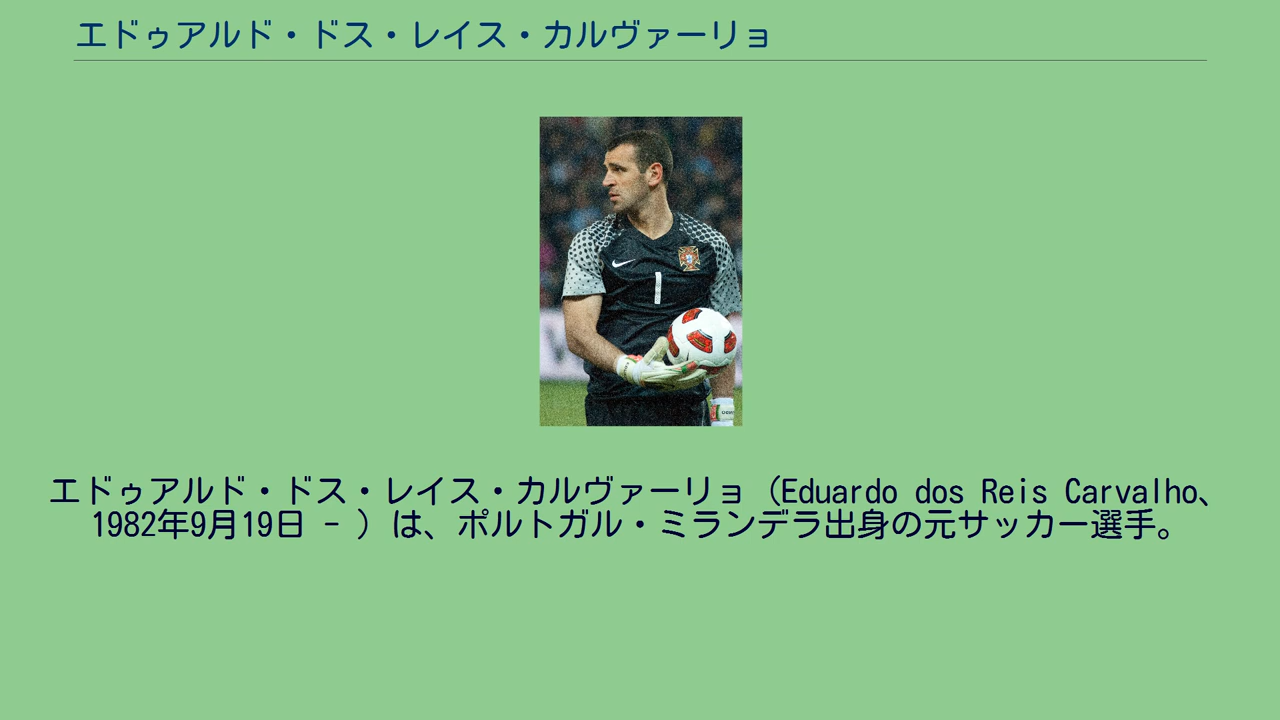 エドゥアルド・ドス・レイス・カルヴァーリョ
1
エドゥアルド・ドス・レイス・カルヴァーリョ（Eduardo dos Reis Carvalho、
1982年9月19日 - ）は、ポルトガル・ミランデラ出身の元サッカー選手。